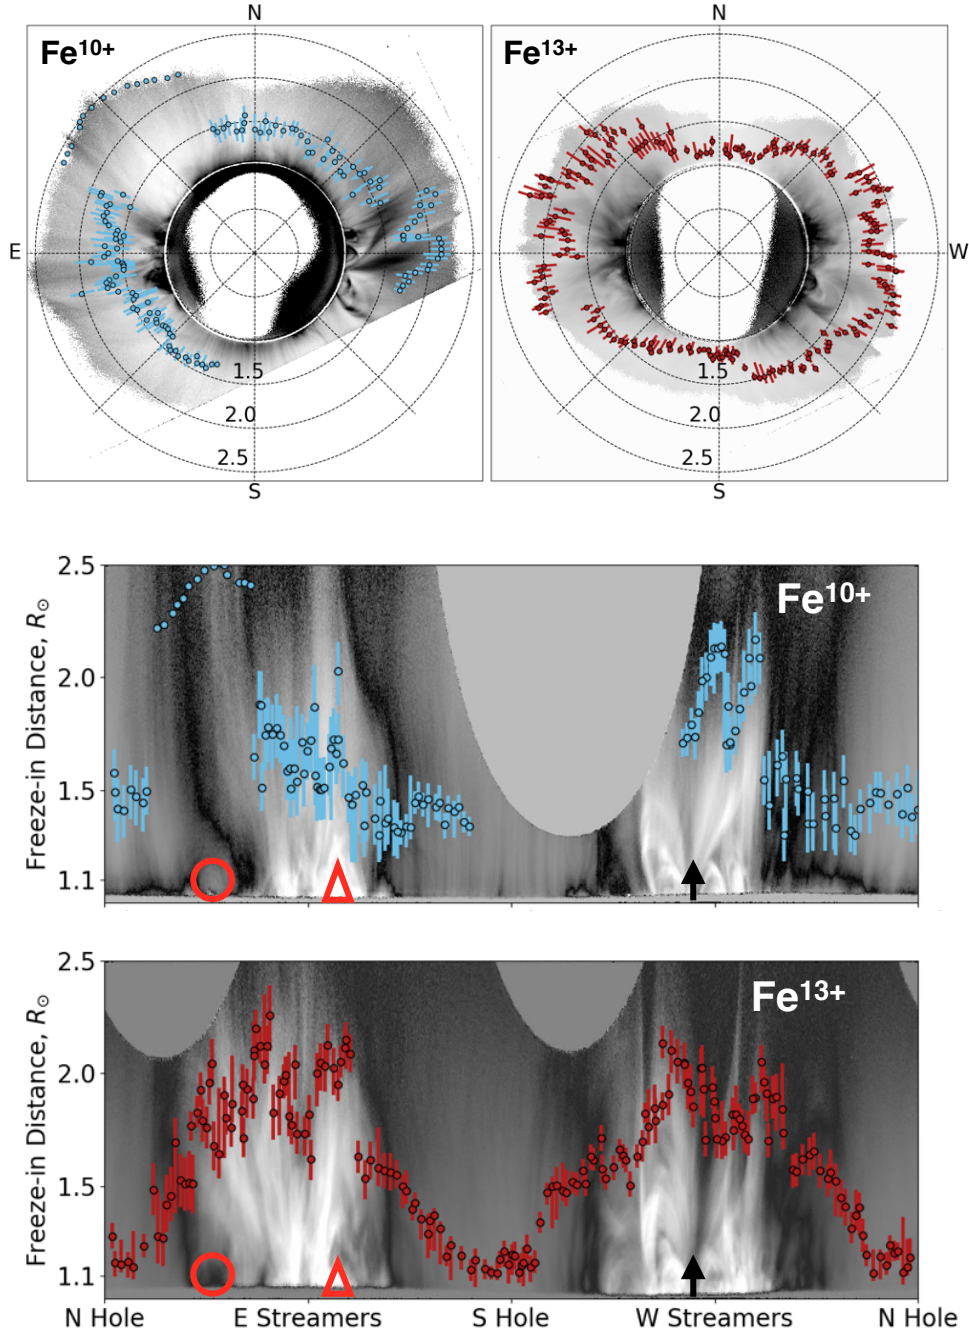 N N
Fe10+ Fe13+
E W
1.5 1.5
2.0 2.0
2.5 2.5
S S
Freeze-in Distance, R☉
2.5
2.0
1.5
1.1
Fe10+
Freeze-in Distance, R☉
2.5
2.0
1.5
1.1
Fe13+
N Hole E Streamers S Hole W Streamers N Hole